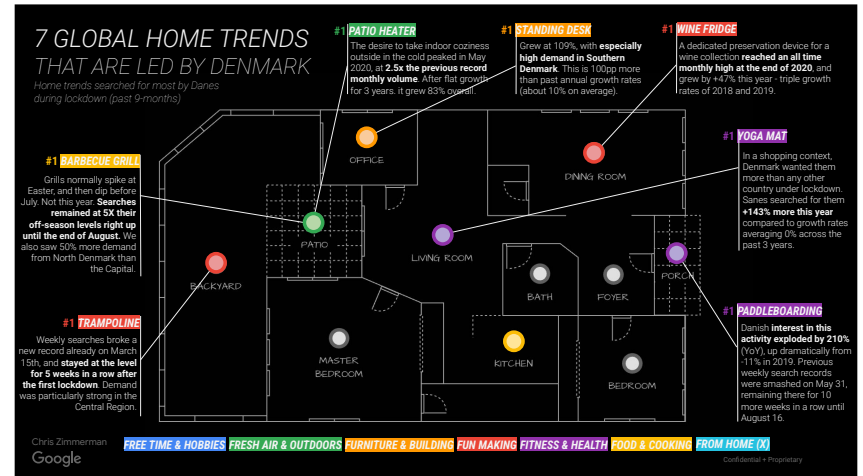 7 GLOBAL HOME TRENDS
THAT ARE LED BY DENMARK
Home trends searched for most by Danes
during lockdown (past 9-months)
#1 PATIO HEATER
The desire to take indoor coziness
outside in the cold peaked in May
2020, at 2.5x the previous record
monthly volume. After flat growth
for 3 years. it grew 83% overall.
#1 STANDING DESK
Grew at 109%, with especially
high demand in Southern
Denmark. This is 100pp more
than past annual growth rates
(about 10% on average).
#1 WINE FRIDGE
A dedicated preservation device for a
wine collection reached an all time
monthly high at the end of 2020, and
grew by +47% this year - triple growth
rates of 2018 and 2019.
#1 BARBECUE GRILL
Grills normally spike at
Easter, and then dip before
July. Not this year. Searches
remained at 5X their
off-season levels right up
until the end of August. We
also saw 50% more demand
from North Denmark than
the Capital.
#1 YOGA MAT
In a shopping context,
Denmark wanted them
more than any other
country under lockdown.
Sanes searched for them
+143% more this year
compared to growth rates
averaging 0% across the
past 3 years.
#1 TRAMPOLINE
Weekly searches broke a
new record already on March
15th, and stayed at the level
for 5 weeks in a row after
the first lockdown. Demand
was particularly strong in the
Central Region.
#1 PADDLEBOARDING
Danish interest in this
activity exploded by 210%
(YoY), up dramatically from
-11% in 2019. Previous
weekly search records
were smashed on May 31,
remaining there for 10
more weeks in a row until
August 16.
OFFICE
DINING ROOM
PATIO
LIVING ROOM
BACKYARD
BATH
FOYER
PORCH
MASTER
BEDROOM
KITCHEN
BEDROOM
FREE TIME & HOBBIES FRESH AIR & OUTDOORS FURNITURE & BUILDING FUN MAKING FITNESS & HEALTH FOOD & COOKING FROM HOME (X)
Chris Zimmerman
Google
Confidential + Proprietary